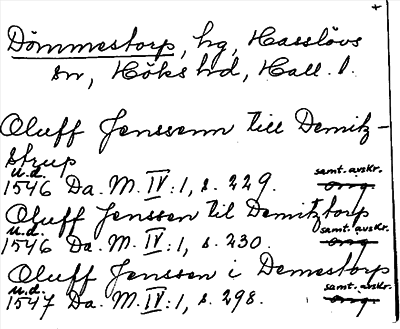 Dömmestorp, hg, Hasslövs
sn, Höks hd, Hall. l.
Oluff Jenssenn till Demitz-
strup
u.d. samt. avskr.
1546 Da. M. IV:1, s. 229. orig.
Oluff Jenssen til Demitztorp
u.d. samt. avskr.
1546 Da. M. IV:1, s. 230. orig.
Oluff Jenssen i Demestorp
u.d. samt. avskr.
1547 Da. M. IV:1, s. 298. orig.